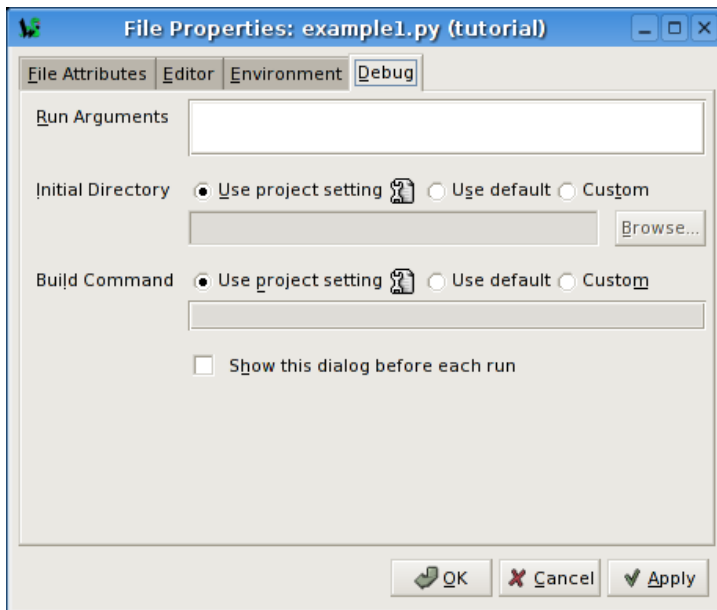 File Properties: example1.py (tutorial)
File Attributes Editor Environment Debug
Run Arguments
Initial Directory Use project setting Use default Custom
Browse...
Build Command Use project setting Use default Custom
Show this dialog before each run
OK Cancel Apply